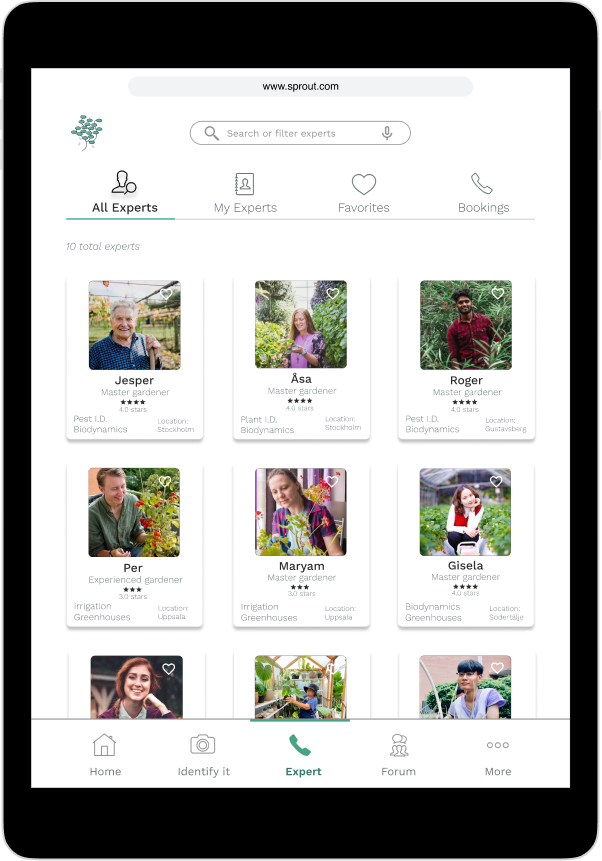 www.sprout.com
Search or filter experts
All Experts
My Experts
Favorites
Bookings
10 total experts
Jesper
Master gardener
4.0 stars
Pest I.D.
Biodynamics
Location:
Stockholm
Åsa
Master gardener
4.0 stars
Plant I.D.
Biodynamics
Location:
Stockholm
Roger
Master gardener
4.0 stars
Pest I.D.
Biodynamics
Location:
Gustavsberg
Per
Experienced gardener
3.0 stars
Irrigation
Greenhouses
Location:
Uppsala
Maryam
Master gardener
3.0 stars
Irrigation
Greenhouses
Location:
Uppsala
Gisela
Master gardener
4.0 stars
Biodynamics
Greenhouses
Location:
Södertälje
Home
Identify it
Expert
Forum
More